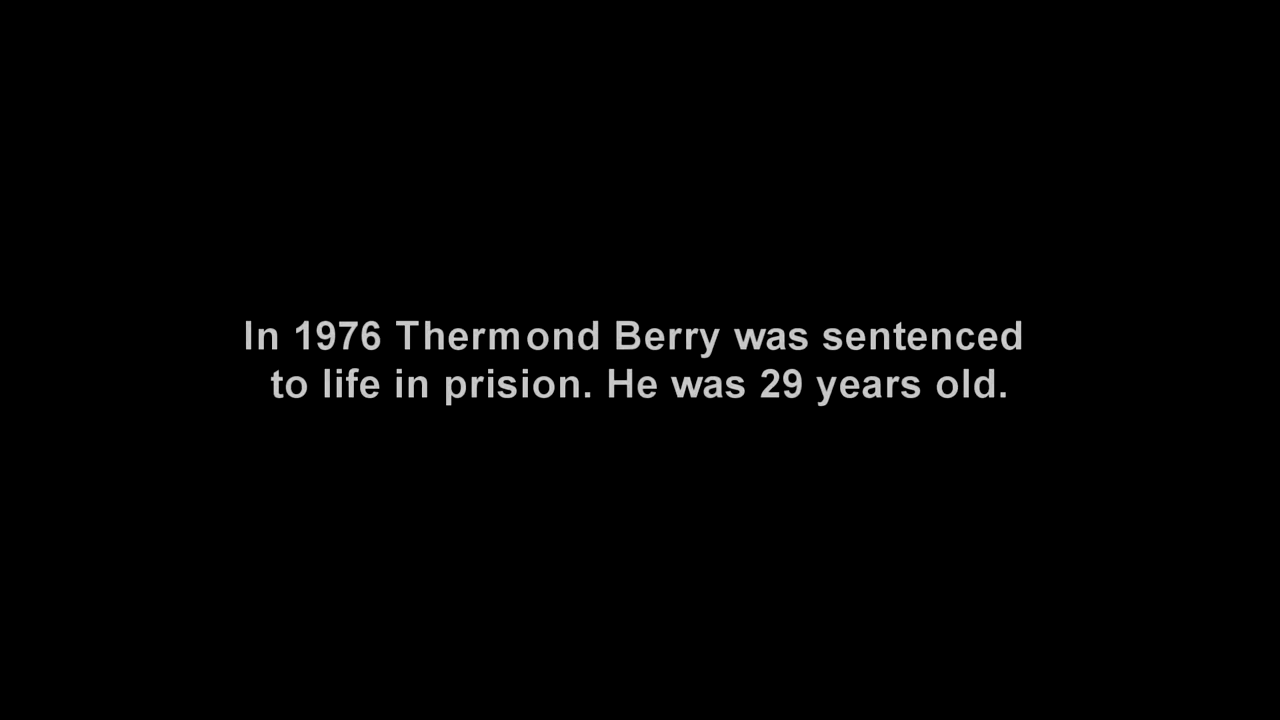 In 1976 Thermond Berry was sentenced
to life in prision. He was 29 years old.